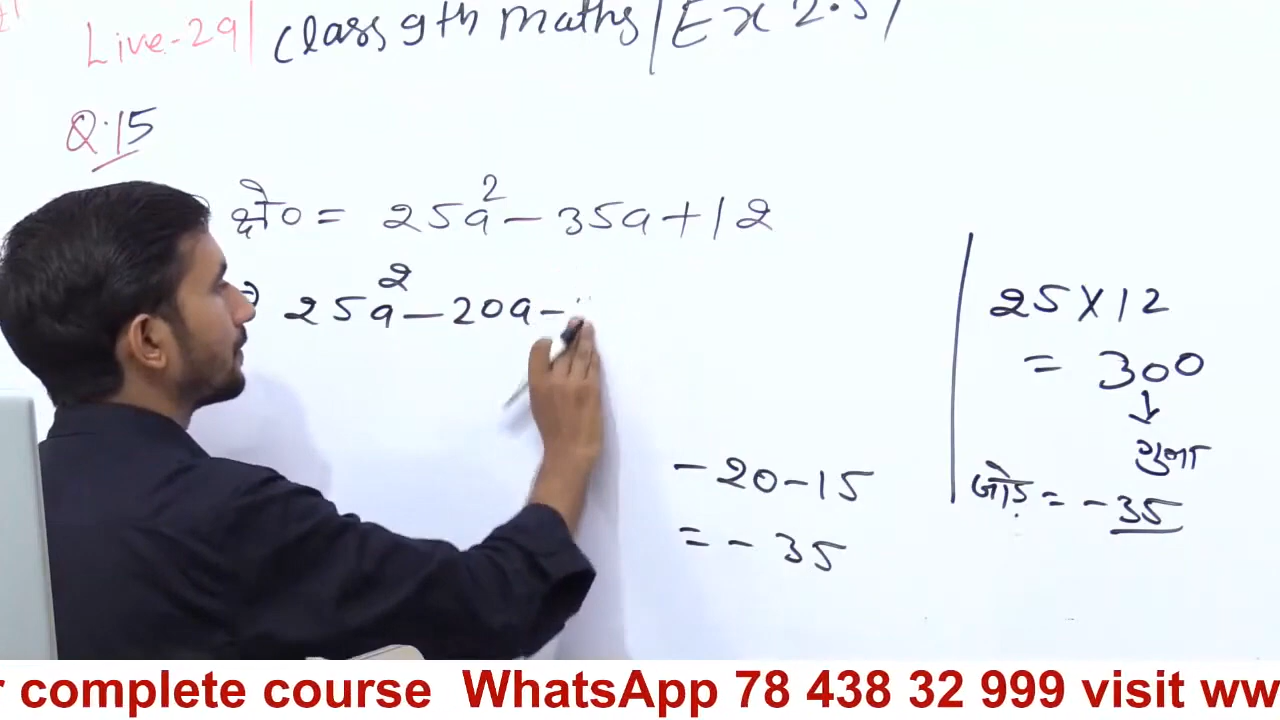 Live-29| Class 9th maths | Ex 2.5 |
Q.15
क्षे० = 25a² - 35a + 12
25a² - 20a -
25 X 12
= 300
↓
गुणा
जोड़ = - 35
- 20 - 15
= - 35
complete course WhatsApp 78 438 32 999 visit